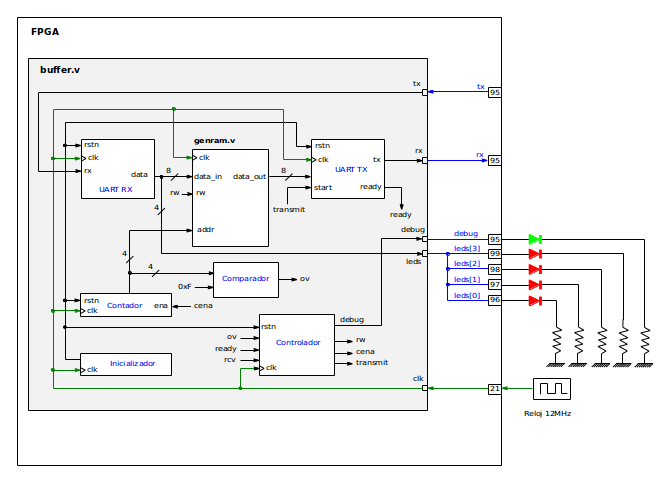 FPGA
buffer.v
tx
tx
95
genram.v
rstn
clk
rx
data
UART RX
8
clk
data_in
data_out
rw
rw
addr
8
rstn
clk
UART TX
start
tx
ready
transmit
ready
rx
rx
95
4
debug
leds
debug
95
leds[3]
99
leds[2]
98
leds[1]
97
leds[0]
96
4
4
Comparador
ov
0xF
rstn
Contador
ena
cena
clk
debug
rstn
ov
ready
rcv
clk
Controlador
rw
cena
transmit
Inicializador
clk
clk
21
Reloj 12MHz